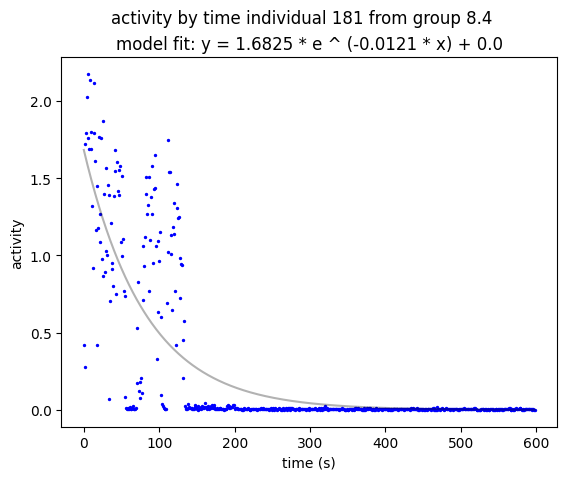 activity by time individual 181 from group 8.4
model fit: y = 1.6825 * e ^ (-0.0121 * x) + 0.0
2.0
1.5
1.0
0.5
0.0
activity
0 100 200 300 400 500 600
time (s)